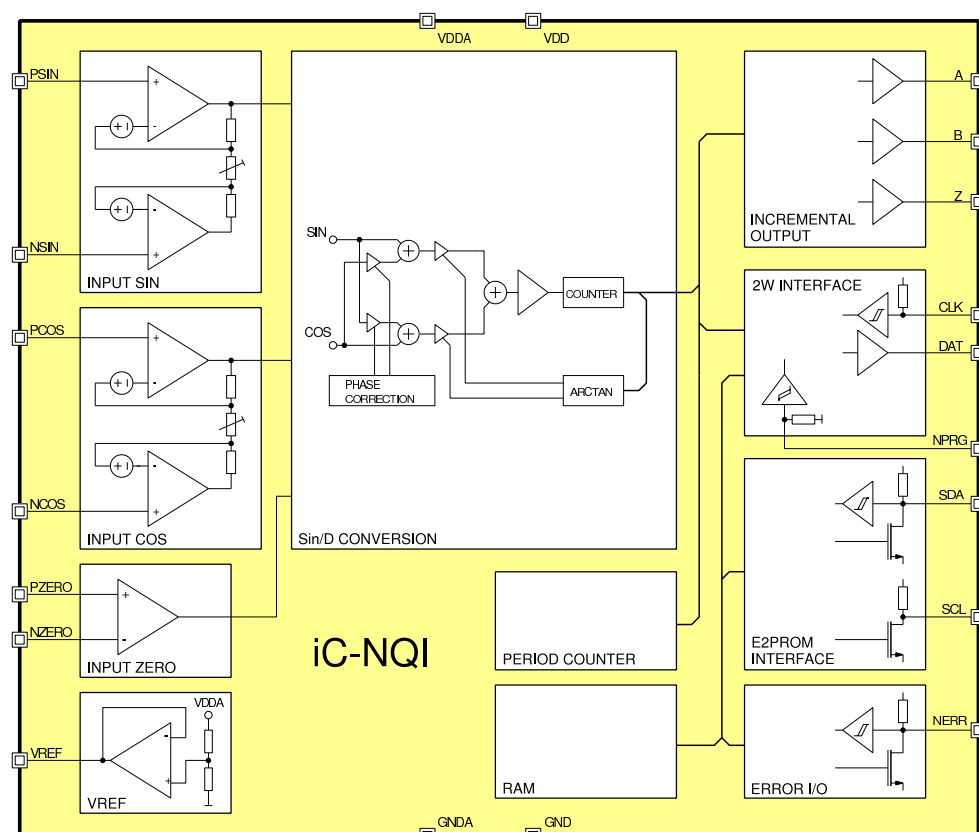 VDDA
VDD
PSIN
NSIN
INPUT SIN
PCOS
NCOS
INPUT COS
PZERO
NZERO
INPUT ZERO
VREF
VDDA
VREF
SIN
COS
COUNTER
PHASE
CORRECTION
ARCTAN
Sin/D CONVERSION
iC-NQI
PERIOD COUNTER
RAM
A
B
Z
INCREMENTAL
OUTPUT
2W INTERFACE
CLK
DAT
NPRG
SDA
SCL
E2PROM
INTERFACE
NERR
ERROR I/O
GNDA
GND